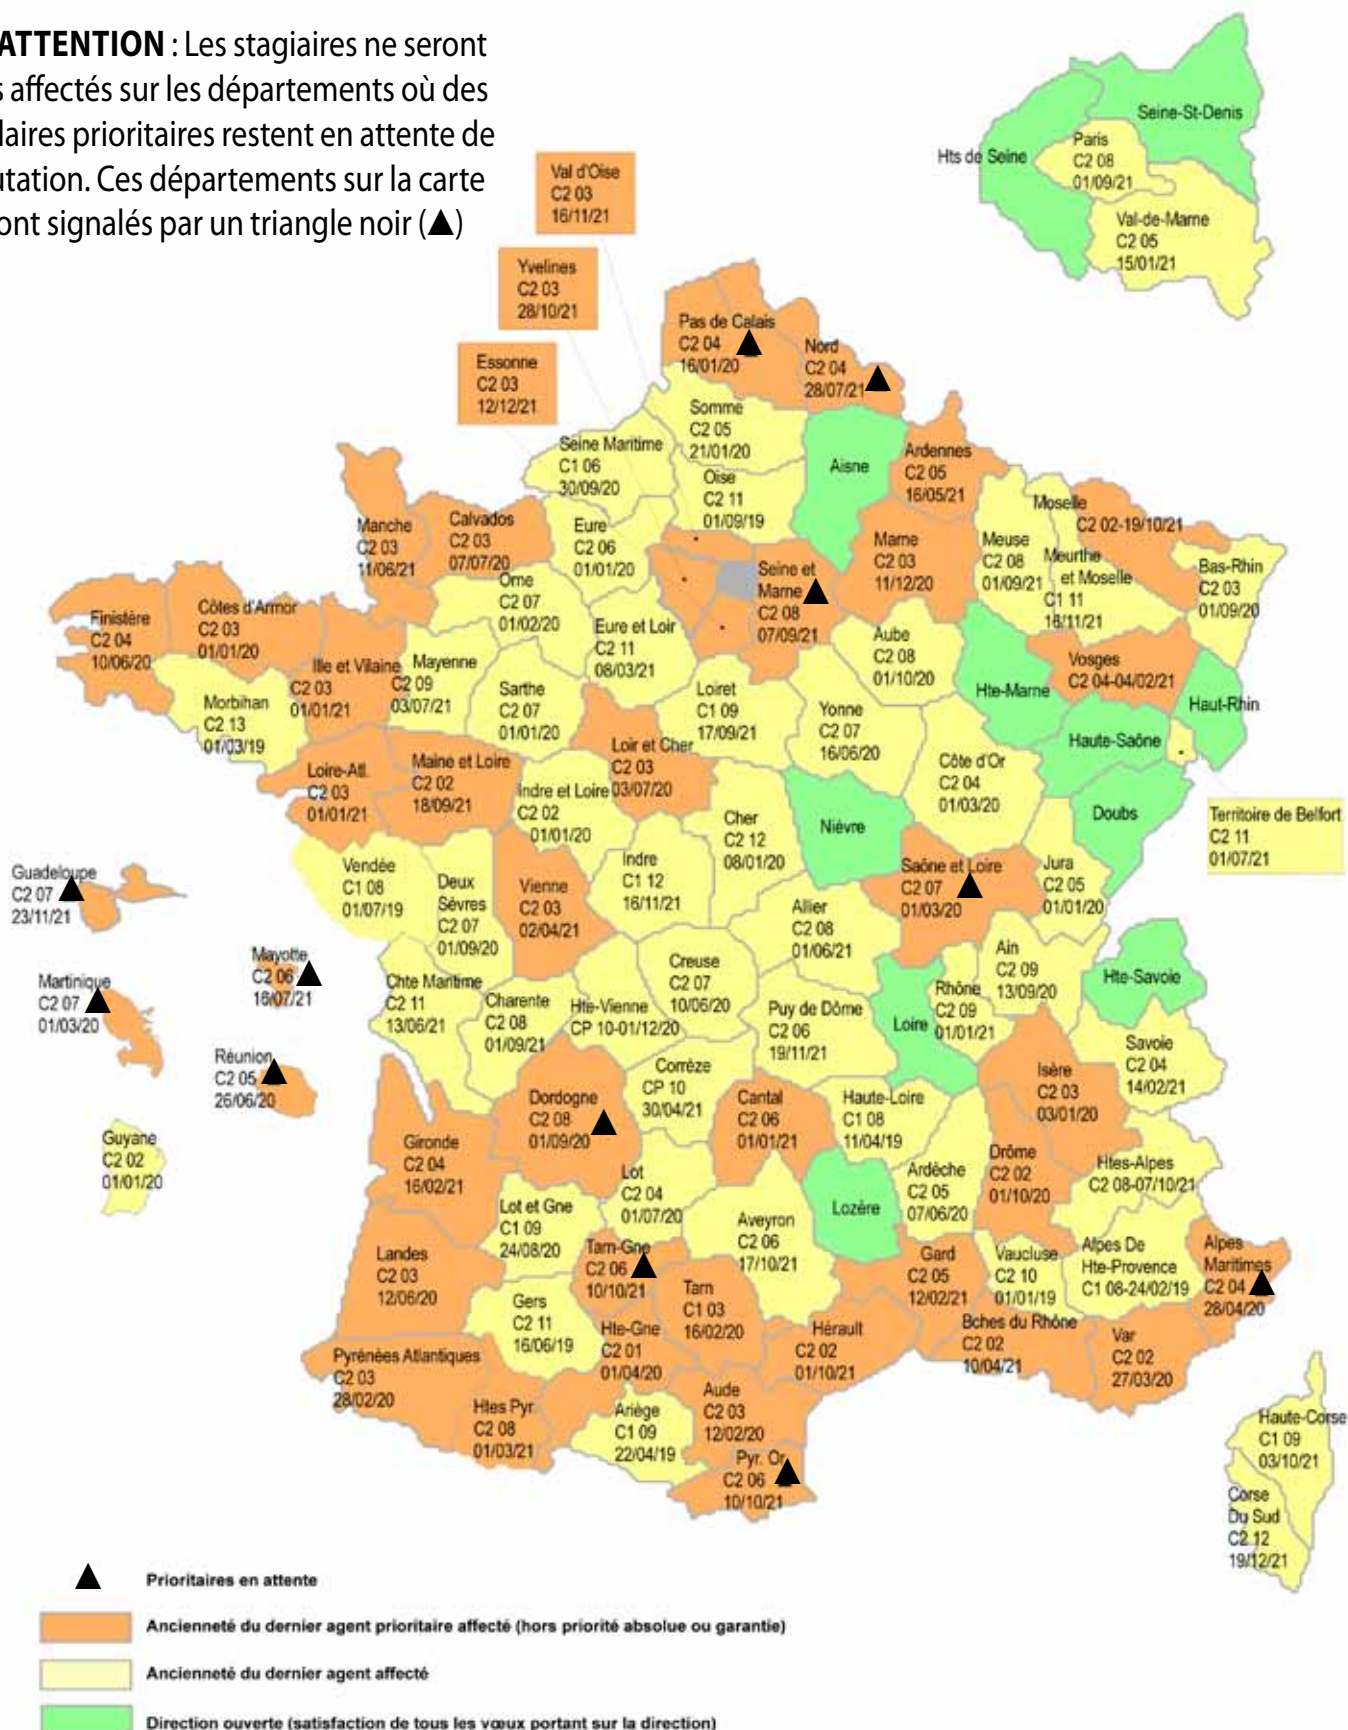 ATTENTION : Les stagiaires ne seront
s affectés sur les départements où des
laires prioritaires restent en attente de
utation. Ces départements sur la carte
ont signalés par un triangle noir (▲)
Seine-St-Denis
Hts de Seine
Paris
C2 08
01/09/21
Val-de-Marne
C2 05
15/01/21
Val d'Oise
C2 03
16/11/21
Yvelines
C2 03
28/10/21
Essonne
C2 03
12/12/21
Pas de Calais
C2 04
16/01/20
Nord
C2 04
28/07/21
Somme
C2 05
21/01/20
Seine Maritime
C1 06
30/09/20
Oise
C2 11
01/09/19
Aisne
Ardennes
C2 05
16/05/21
Manche
C2 03
11/06/21
Calvados
C2 03
07/07/20
Eure
C2 06
01/01/20
Seine et
Marne
C2 08
07/09/21
Marne
C2 03
11/12/20
Meuse
C2 08
01/09/21
Moselle
C2 02-19/10/21
Meurthe
et Moselle
C1 11
16/11/21
Bas-Rhin
C2 03
01/09/20
Finistère
C2 04
10/06/20
Côtes d'Armor
C2 03
01/01/20
Orne
C2 07
01/02/20
Eure et Loir
C2 11
08/03/21
Aube
C2 08
01/10/20
Hte-Marne
Vosges
C2 04-04/02/21
Haut-Rhin
Morbihan
C2 13
01/03/19
Ille et Vilaine
C2 03
01/01/21
Mayenne
C2 09
03/07/21
Sarthe
C2 07
01/01/20
Loiret
C1 09
17/09/21
Yonne
C2 07
16/06/20
Haute-Saône
Loir et Cher
C2 03
03/07/20
Côte d'Or
C2 04
01/03/20
Loire-Atl.
C2 03
01/01/21
Maine et Loire
C2 02
18/09/21
Indre et Loire
C2 02
01/01/20
Cher
C2 12
08/01/20
Nièvre
Doubs
Territoire de Belfort
C2 11
01/07/21
Vendée
C1 08
01/07/19
Deux
Sèvres
C2 07
01/09/20
Vienne
C2 03
02/04/21
Indre
C1 12
16/11/21
Saône et Loire
C2 07
01/03/20
Jura
C2 05
01/01/20
Guadeloupe
C2 07
23/11/21
Allier
C2 08
01/06/21
Mayotte
C2 06
16/07/21
Martinique
C2 07
01/03/20
Chte Maritime
C2 11
13/06/21
Charente
C2 08
01/09/21
Hte-Vienne
CP 10-01/12/20
Creuse
C2 07
10/06/20
Puy de Dôme
C2 06
19/11/21
Loire
Rhône
C2 09
01/01/21
Ain
C2 09
13/09/20
Hte-Savoie
Réunion
C2 05
26/06/20
Savoie
C2 04
14/02/21
Isère
C2 03
03/01/20
Dordogne
C2 08
01/09/20
Corrèze
CP 10
30/04/21
Cantal
C2 06
01/01/21
Haute-Loire
C1 08
11/04/19
Guyane
C2 02
01/01/20
Gironde
C2 04
16/02/21
Lot
C2 04
01/07/20
Lozère
Ardèche
C2 05
07/06/20
Drôme
C2 02
01/10/20
Htes-Alpes
C2 08-07/10/21
Lot et Gne
C1 09
24/08/20
Aveyron
C2 06
17/10/21
Landes
C2 03
12/06/20
Tarn-Gne
C2 06
10/10/21
Tarn
C1 03
16/02/20
Gard
C2 05
12/02/21
Vaucluse
C2 10
01/01/19
Alpes De
Hte-Provence
C1 08-24/02/19
Alpes
Maritimes
C2 04
28/04/20
Gers
C2 11
16/06/19
Hte-Gne
C2 01
01/04/20
Hérault
C2 02
01/10/21
Bches du Rhône
C2 02
10/04/21
Var
C2 02
27/03/20
Pyrénées Atlantiques
C2 03
28/02/20
Htes Pyr.
C2 08
01/03/21
Ariège
C1 09
22/04/19
Aude
C2 03
12/02/20
Pyr. Or.
C2 06
10/10/21
Haute-Corse
C1 09
03/10/21
Corse
Du Sud
C2 12
19/12/21
▲ Prioritaires en attente
Ancienneté du dernier agent prioritaire affecté (hors priorité absolue ou garantie)
Ancienneté du dernier agent affecté
Direction ouverte (satisfaction de tous les vœux portant sur la direction)